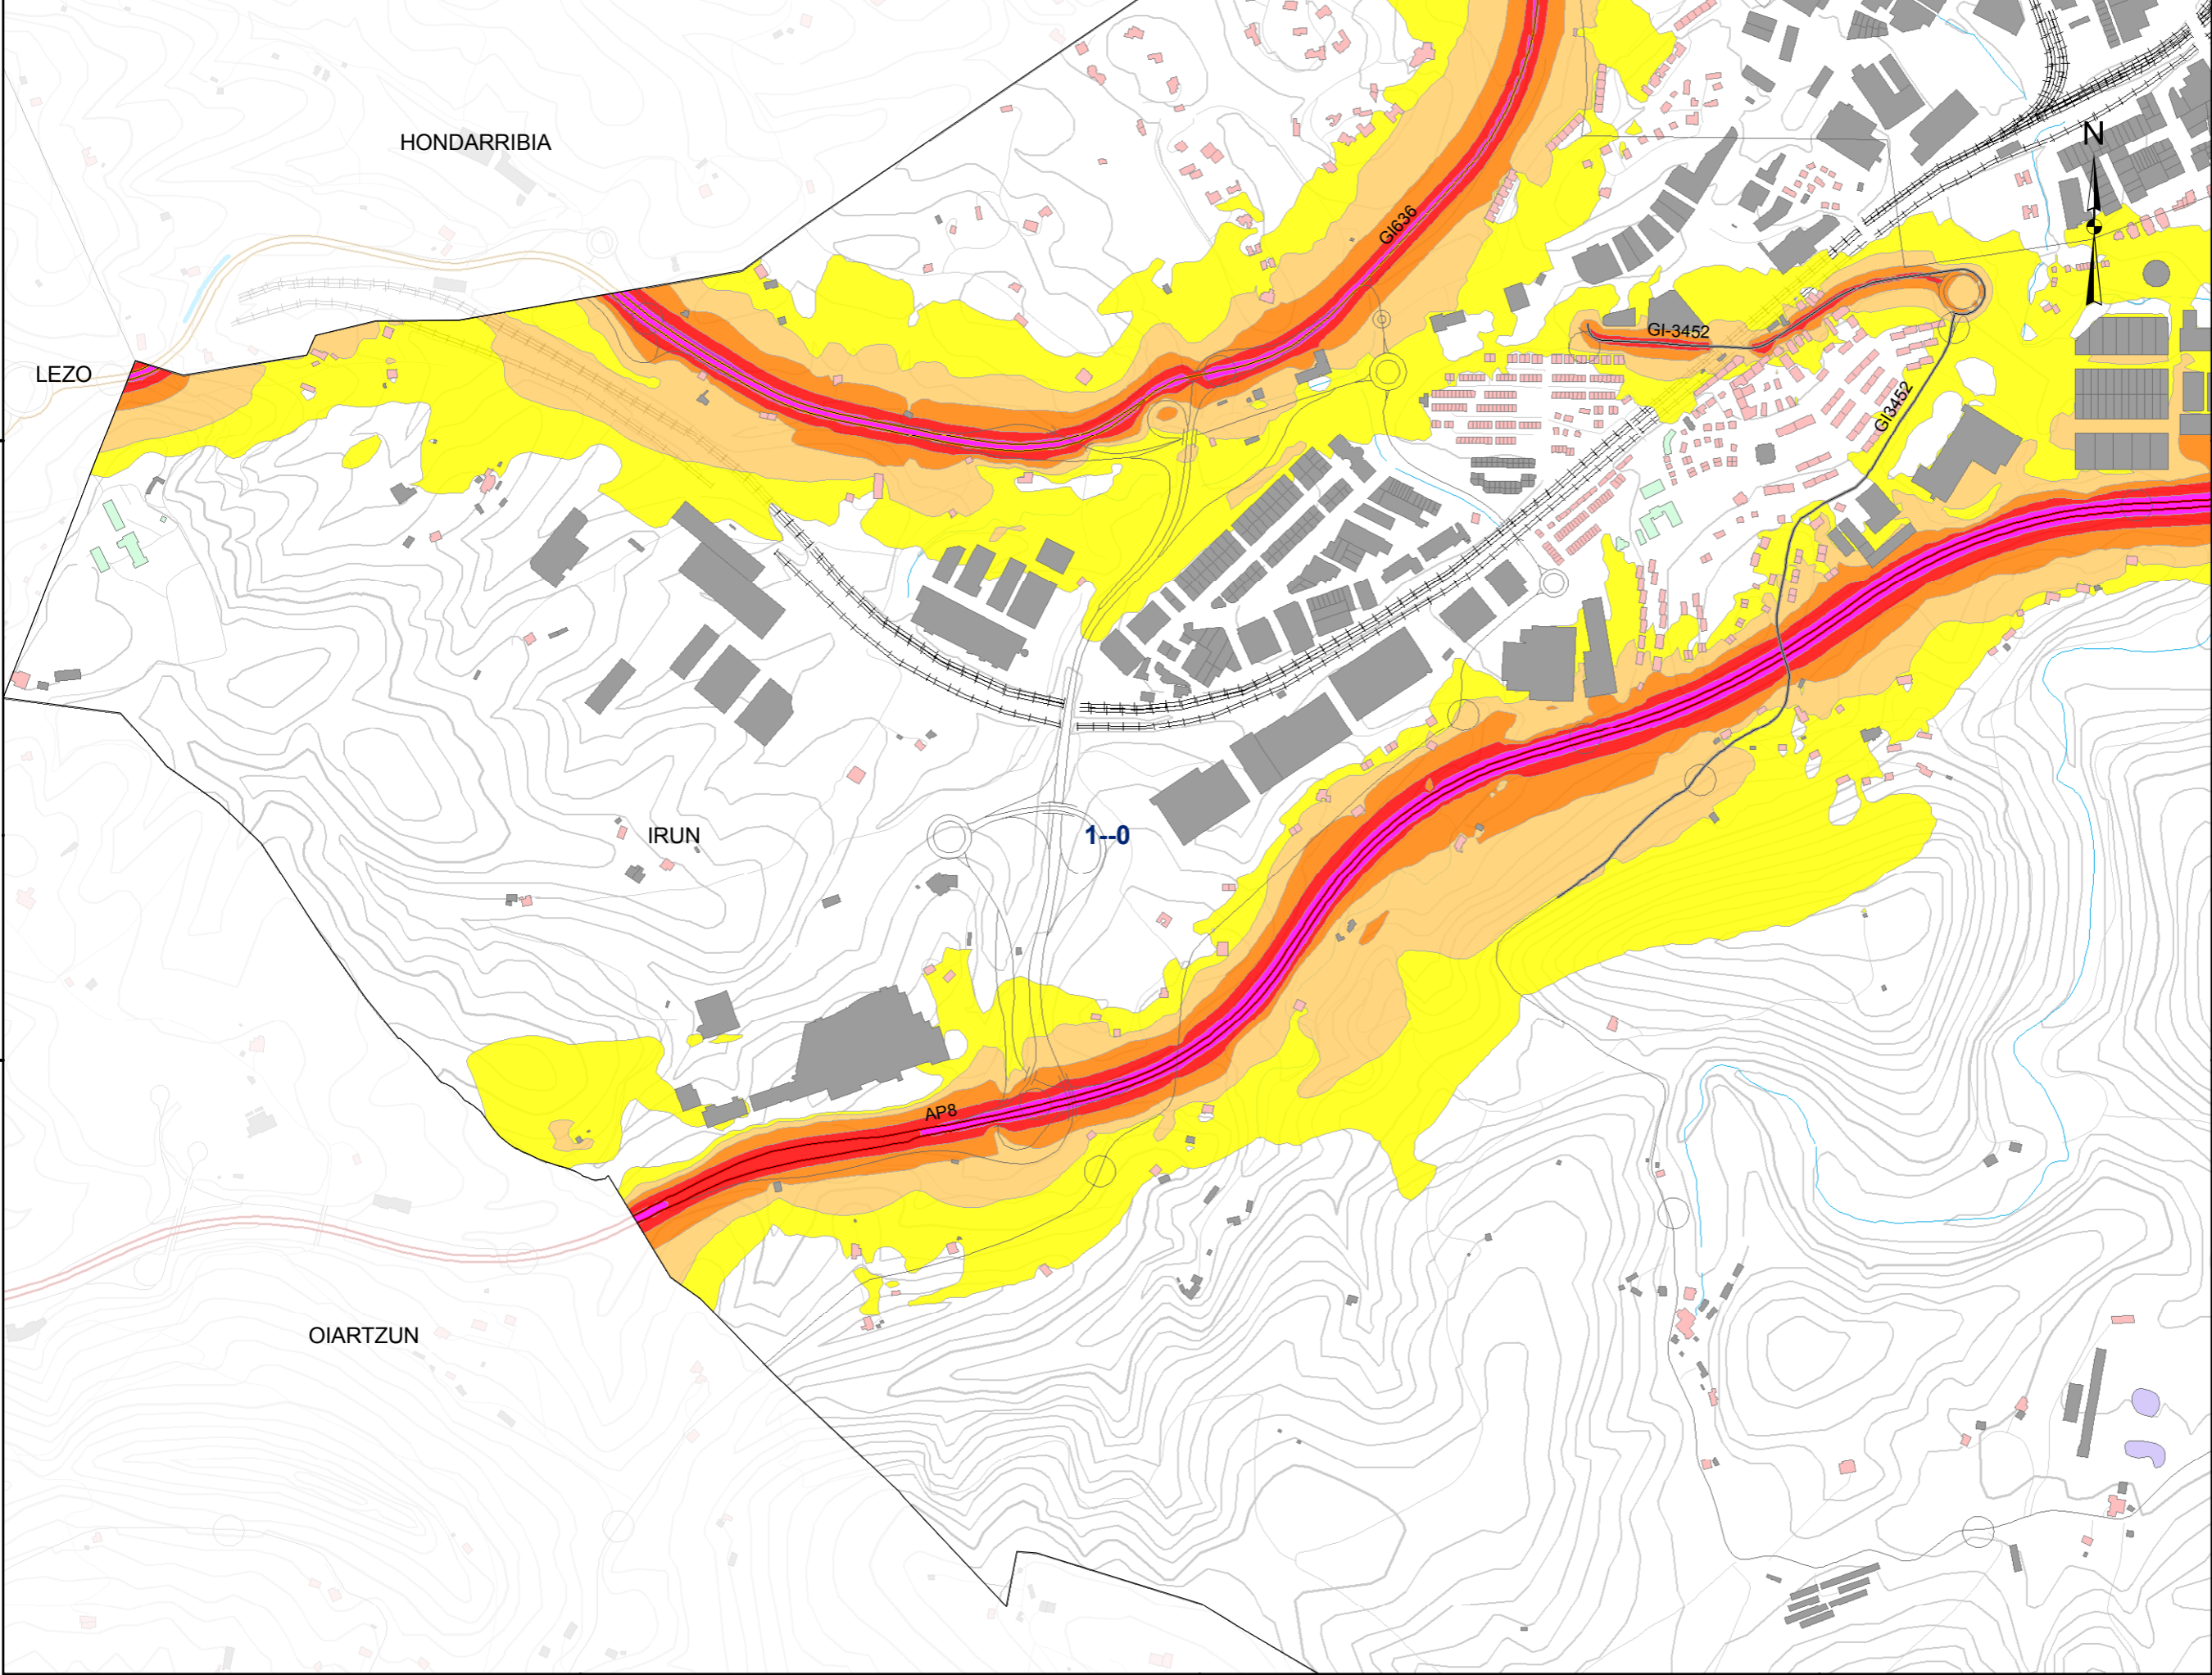 HONDARRIBIA
N
GI636
GI-3452
LEZO
GI3452
IRUN
1--0
AP8
OIARTZUN